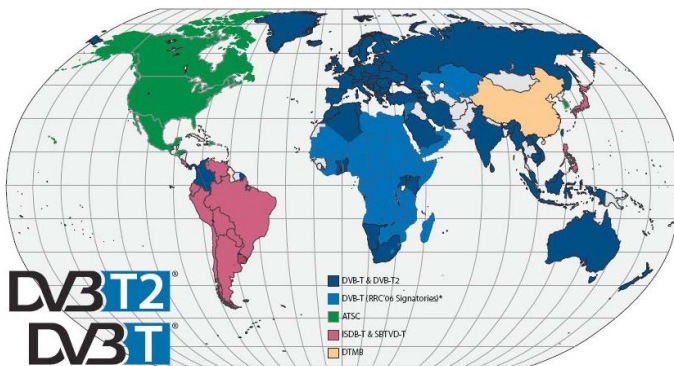 DVB-T & DVB-T2
DVB-T (RRC'06 Signatories)*
ATSC
ISDB-T & SBTVD-T
DTMB
DVB T2®
DVB T®